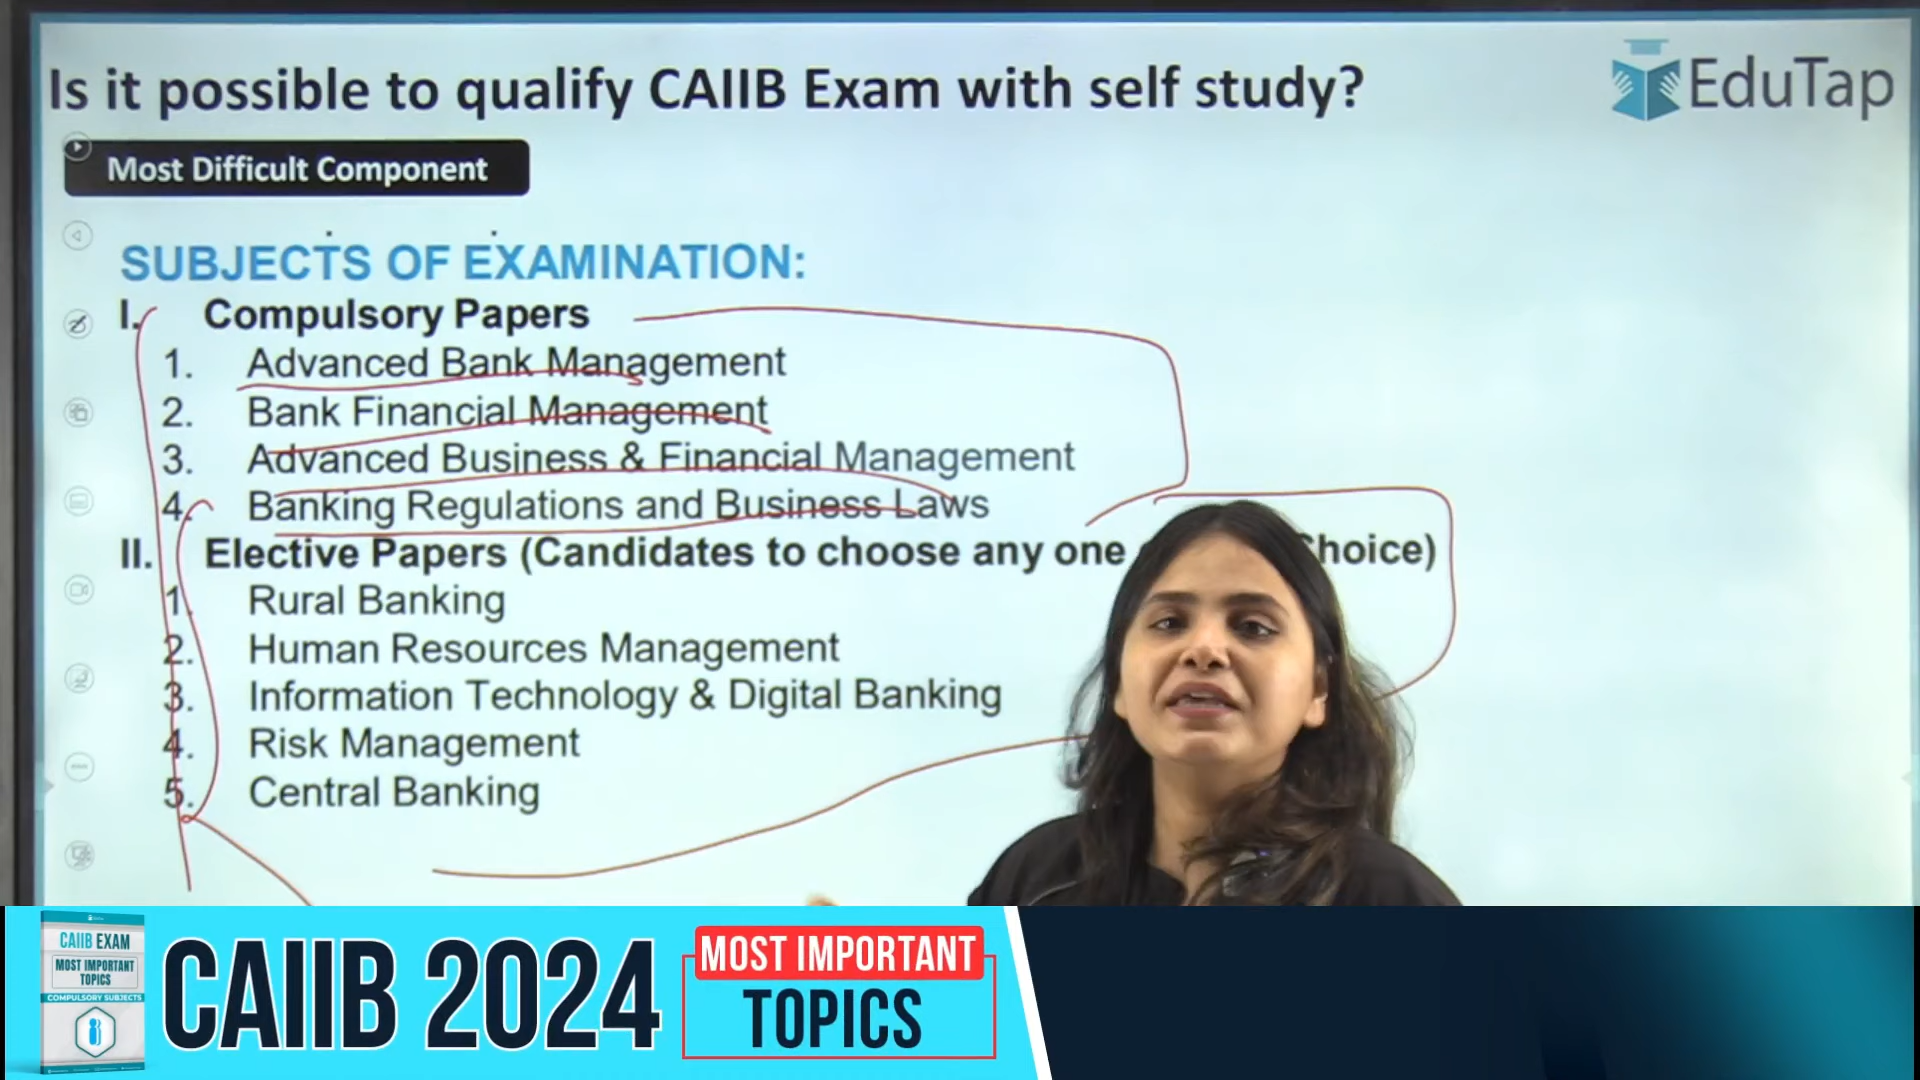 Is it possible to qualify CAIIB Exam with self study?
EduTap
Most Difficult Component
SUBJECTS OF EXAMINATION:
I. Compulsory Papers
1. Advanced Bank Management
2. Bank Financial Management
3. Advanced Business & Financial Management
4. Banking Regulations and Business Laws
II. Elective Papers (Candidates to choose any one Choice)
1. Rural Banking
2. Human Resources Management
3. Information Technology & Digital Banking
4. Risk Management
5. Central Banking
CAIIB EXAM
MOST IMPORTANT
TOPICS
COMPULSORY SUBJECTS
CAIIB 2024
MOST IMPORTANT
TOPICS